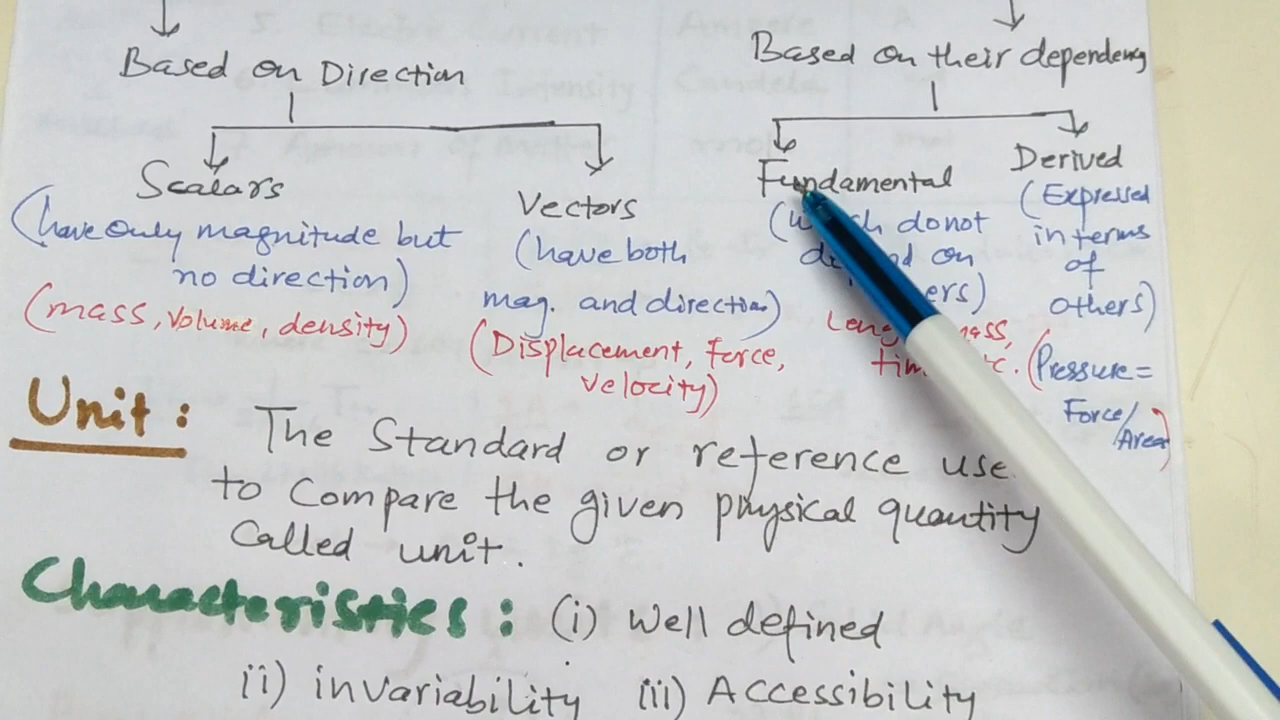 Based on Direction
Scalars
(have only magnitude but
no direction)
(mass, volume, density)
Vectors
(have both
mag. and direction)
(Displacement, force,
velocity)
Based on their dependency
Fundamental
( do not
on
Derived
(Expressed
in terms
of
others)
(Pressure =
Force/
Area)
Unit :
The Standard or reference use
to compare the given physical quantity
called unit.
Characteristics : (i) Well defined
ii) invariability (iii) Accessibility